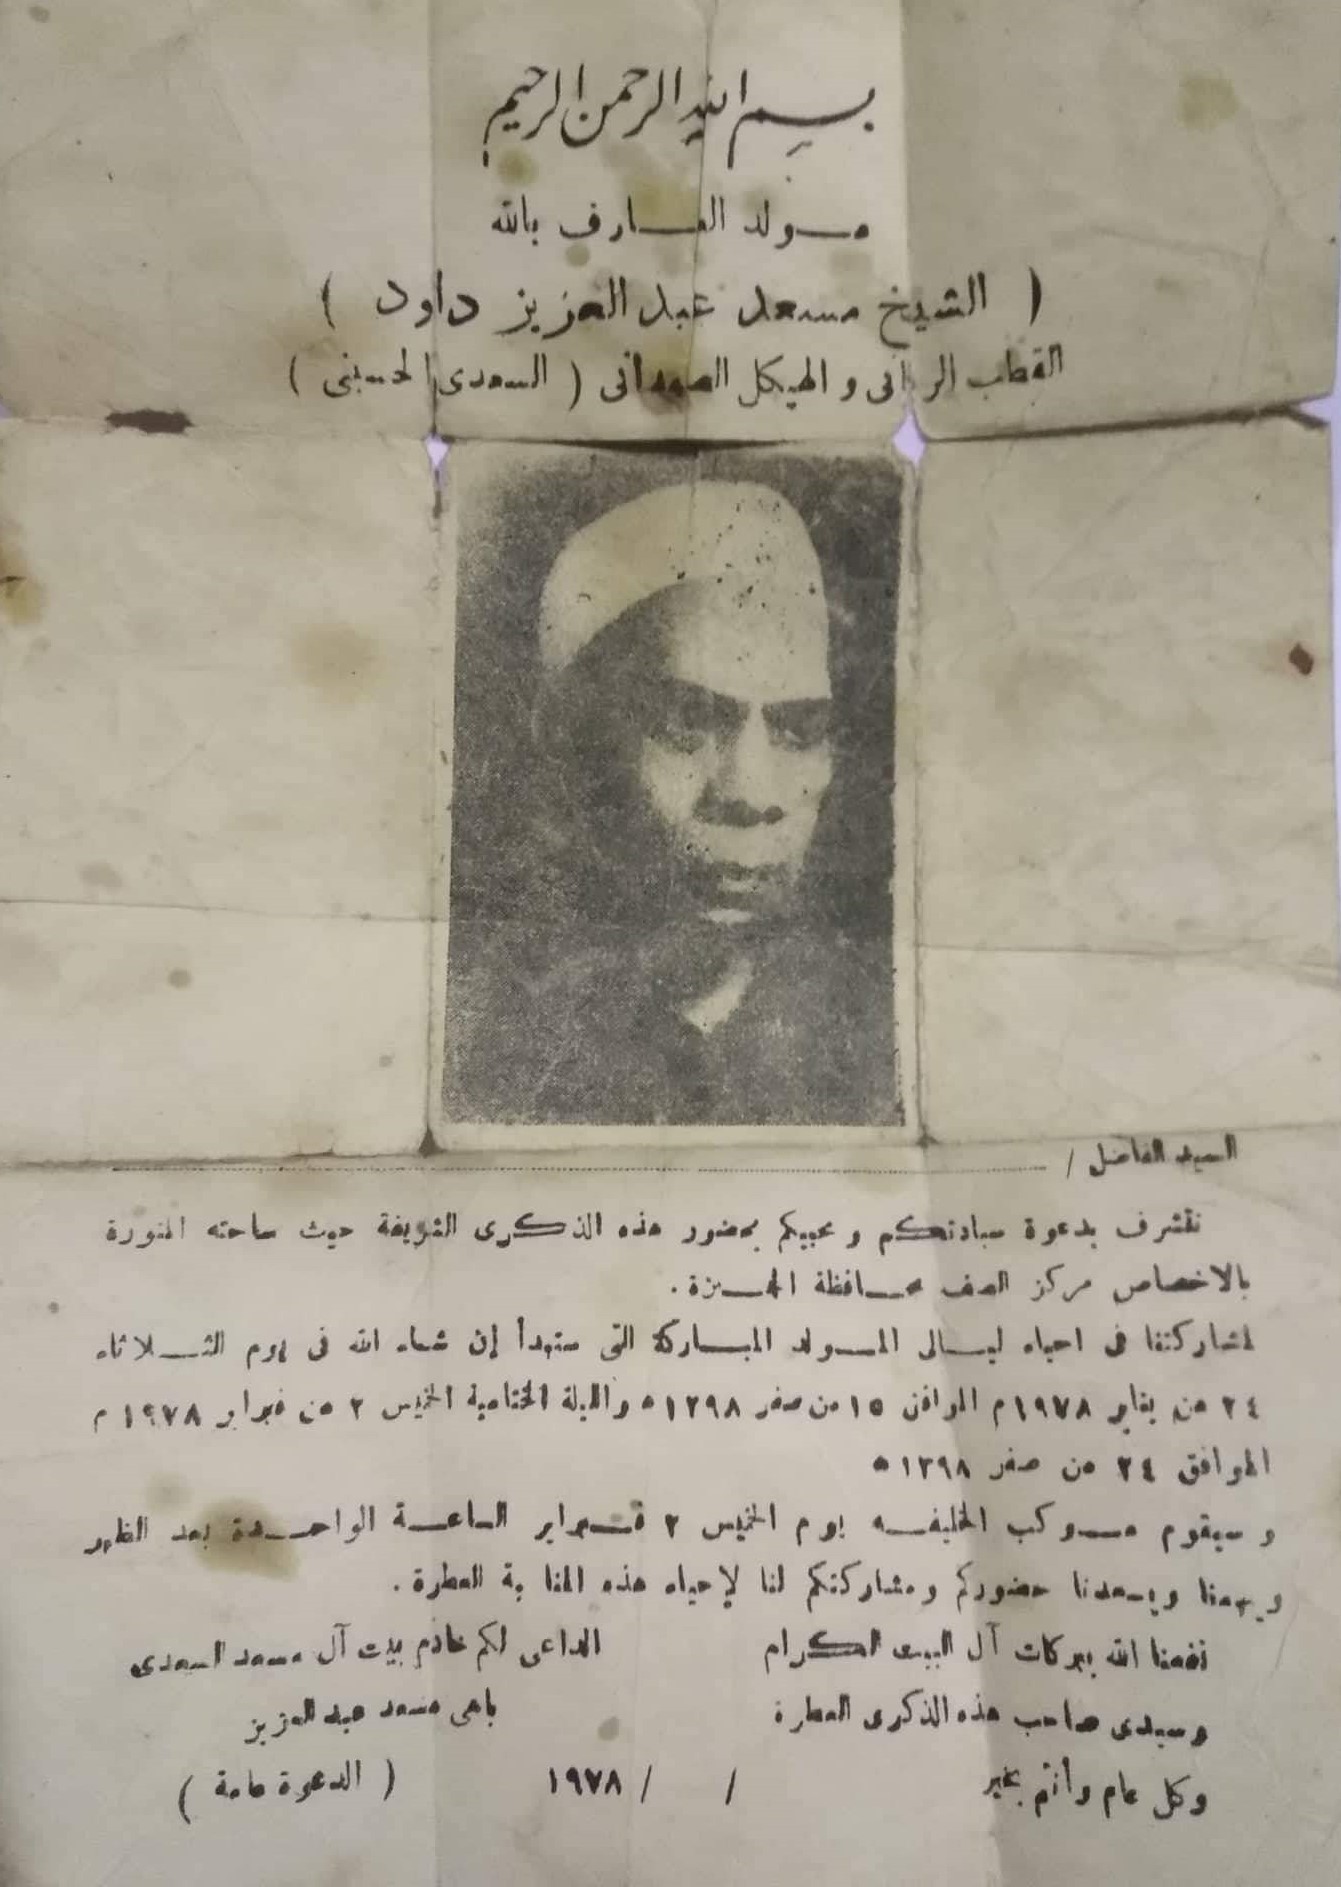 بسم الله الرحمن الرحيم
مولد العارف بالله
( الشيخ مسعد عبد العزيز داود )
القطب الربانى و الهيكل الصمدانى ( السعدى الحسينى )
السيد الفاضل /
نتشرف بدعوة سيادتكم و محبيكم بحضور هذه الذكرى الشريفة حيث ساحته المنورة
بالاخصاص مركز الصف محافظة الجيزة .
لمشاركتنا فى احياء ليالى المولد المباركة التى ستبدأ إن شاء الله فى يوم الثلاثاء
٢٤ من يناير ١٩٧٨ م الموافق ١٥ من صفر ١٣٩٨ ه والليلة الختامية الخميس ٢ من فبراير ١٩٧٨ م
الموافق ٢٤ من صفر ١٣٩٨ ه
و سيقوم موكب الخليفه يوم الخميس ٢ فبراير الساعة الواحدة بعد الظهر
ويهمنا ويسعدنا حضوركم ومشاركتكم لنا لإحياء هذه المناسبة العطرة .
نفعنا الله ببركات آل البيت الكرام
الداعى لكم خادم بيت آل مسعد السعدى
وسيدى صاحب هذه الذكرى العطرة
باهى مسعد عبد العزيز
وكل عام وأنتم بخير
/ / ١٩٧٨
( الدعوة عامة )